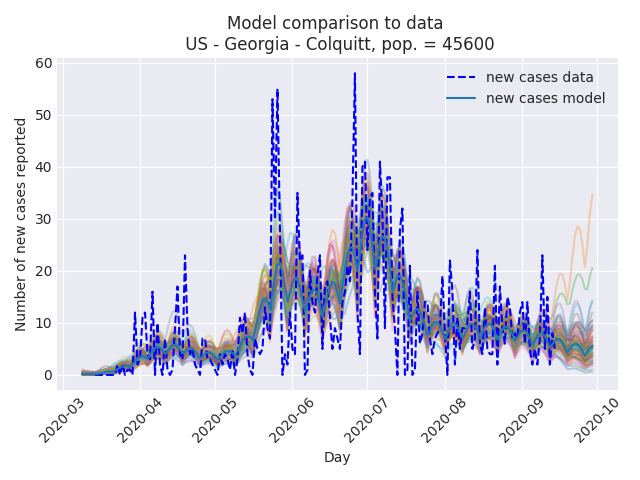 Model comparison to data
US - Georgia - Colquitt, pop. = 45600
Number of new cases reported
60
50
40
30
20
10
0
new cases data
new cases model
2020-03
2020-04
2020-05
2020-06
2020-07
2020-08
2020-09
2020-10
Day